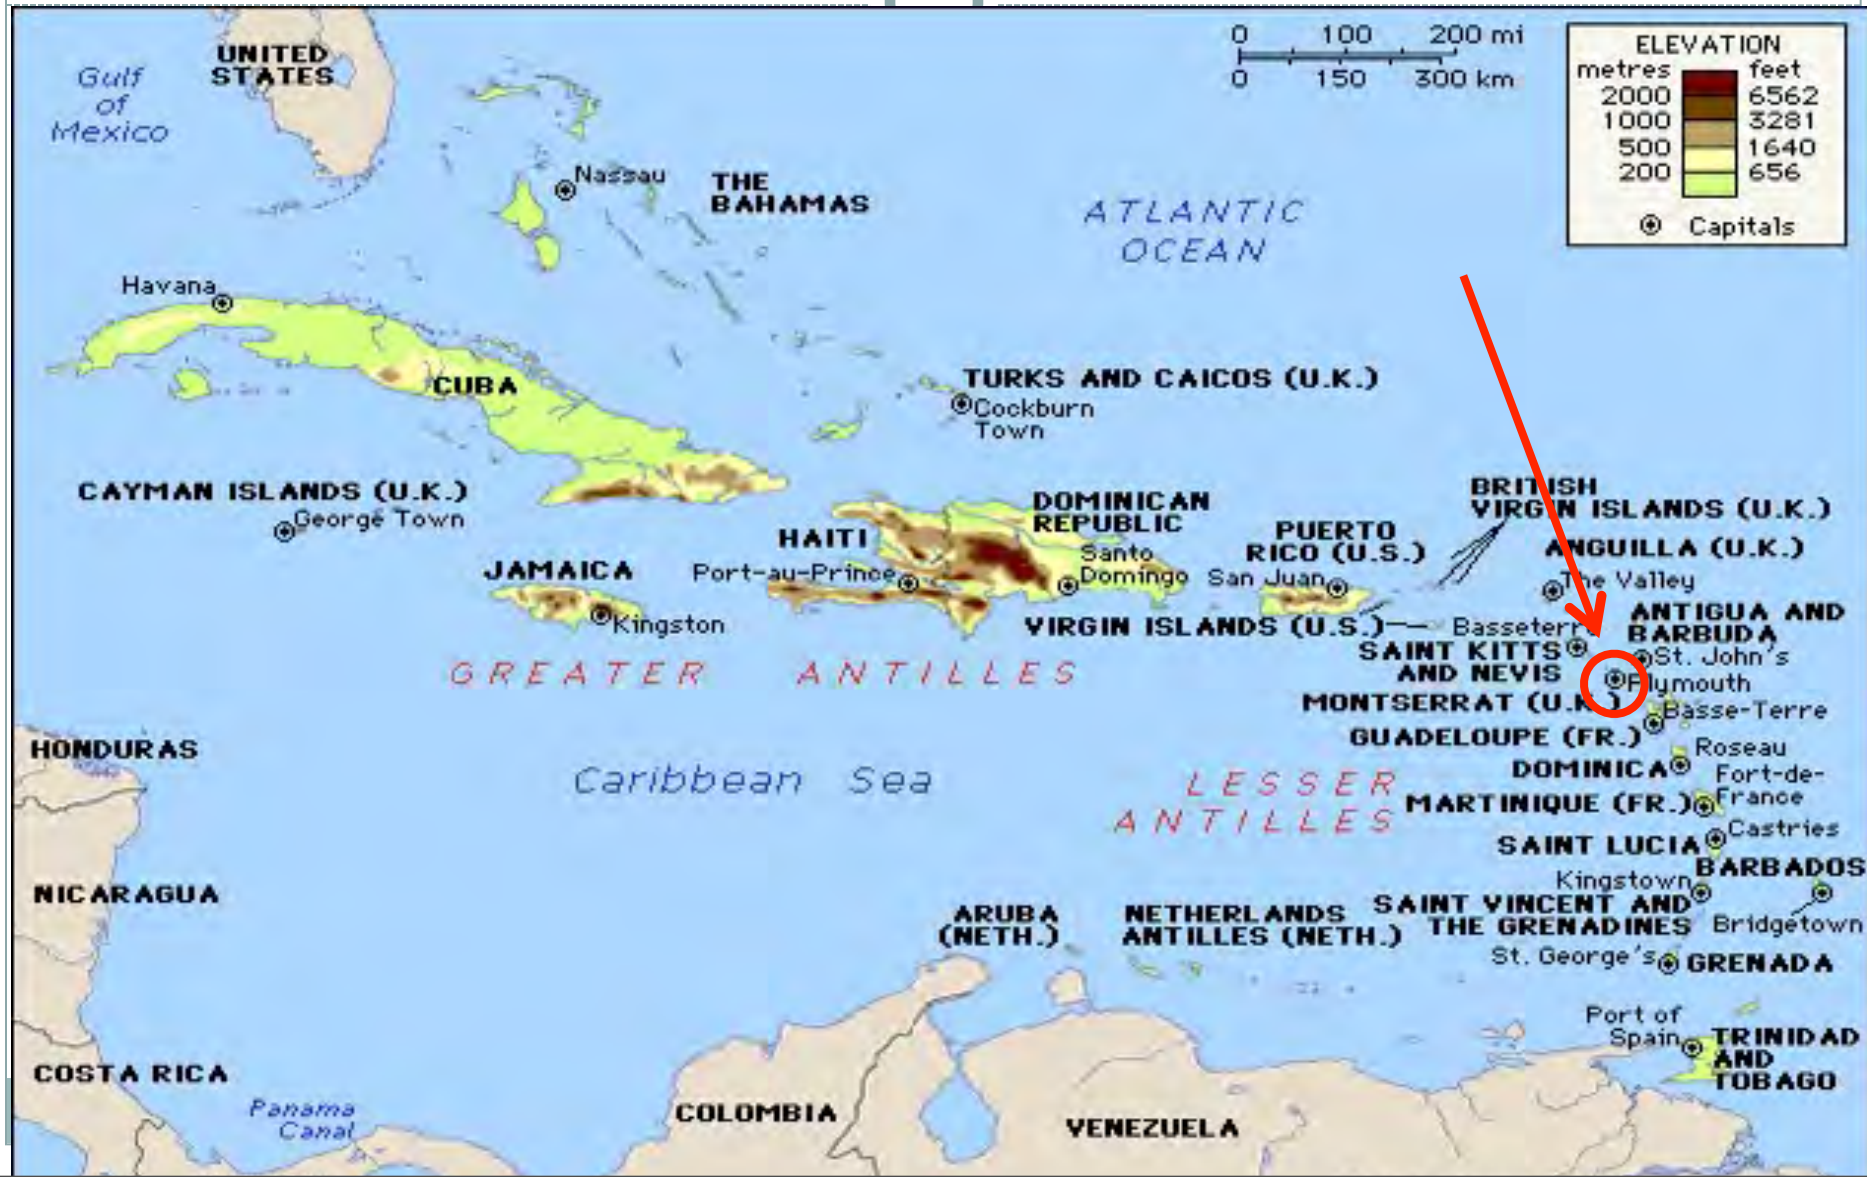 UNITED
STATES
Gulf
of
Mexico
0 100 200 mi
0 150 300 km
ELEVATION
metres feet
2000 6562
1000 3281
500 1640
200 656
Capitals
Nassau
THE
BAHAMAS
ATLANTIC
OCEAN
Havana
CUBA
TURKS AND CAICOS (U.K.)
Cockburn
Town
CAYMAN ISLANDS (U.K.)
George Town
JAMAICA
Kingston
HAITI
Port-au-Prince
DOMINICAN
REPUBLIC
Santo
Domingo
PUERTO
RICO (U.S.)
San Juan
BRITISH
VIRGIN ISLANDS (U.K.)
ANGUILLA (U.K.)
The Valley
VIRGIN ISLANDS (U.S.)
Basseterre
SAINT KITTS
AND NEVIS
ANTIGUA AND
BARBUDA
St. John's
Plymouth
MONTSERRAT (U.K.)
Basse-Terre
GUADELOUPE (FR.)
Roseau
DOMINICA
Fort-de-
France
MARTINIQUE (FR.)
Castries
SAINT LUCIA
BARBADOS
Kingstown
SAINT VINCENT AND
THE GRENADINES
Bridgetown
St. George's
GRENADA
GREATER ANTILLES
Caribbean Sea
LESSER
ANTILLES
ARUBA
(NETH.)
NETHERLANDS
ANTILLES (NETH.)
Port of
Spain
TRINIDAD
AND
TOBAGO
HONDURAS
NICARAGUA
COSTA RICA
Panama
Canal
COLOMBIA
VENEZUELA